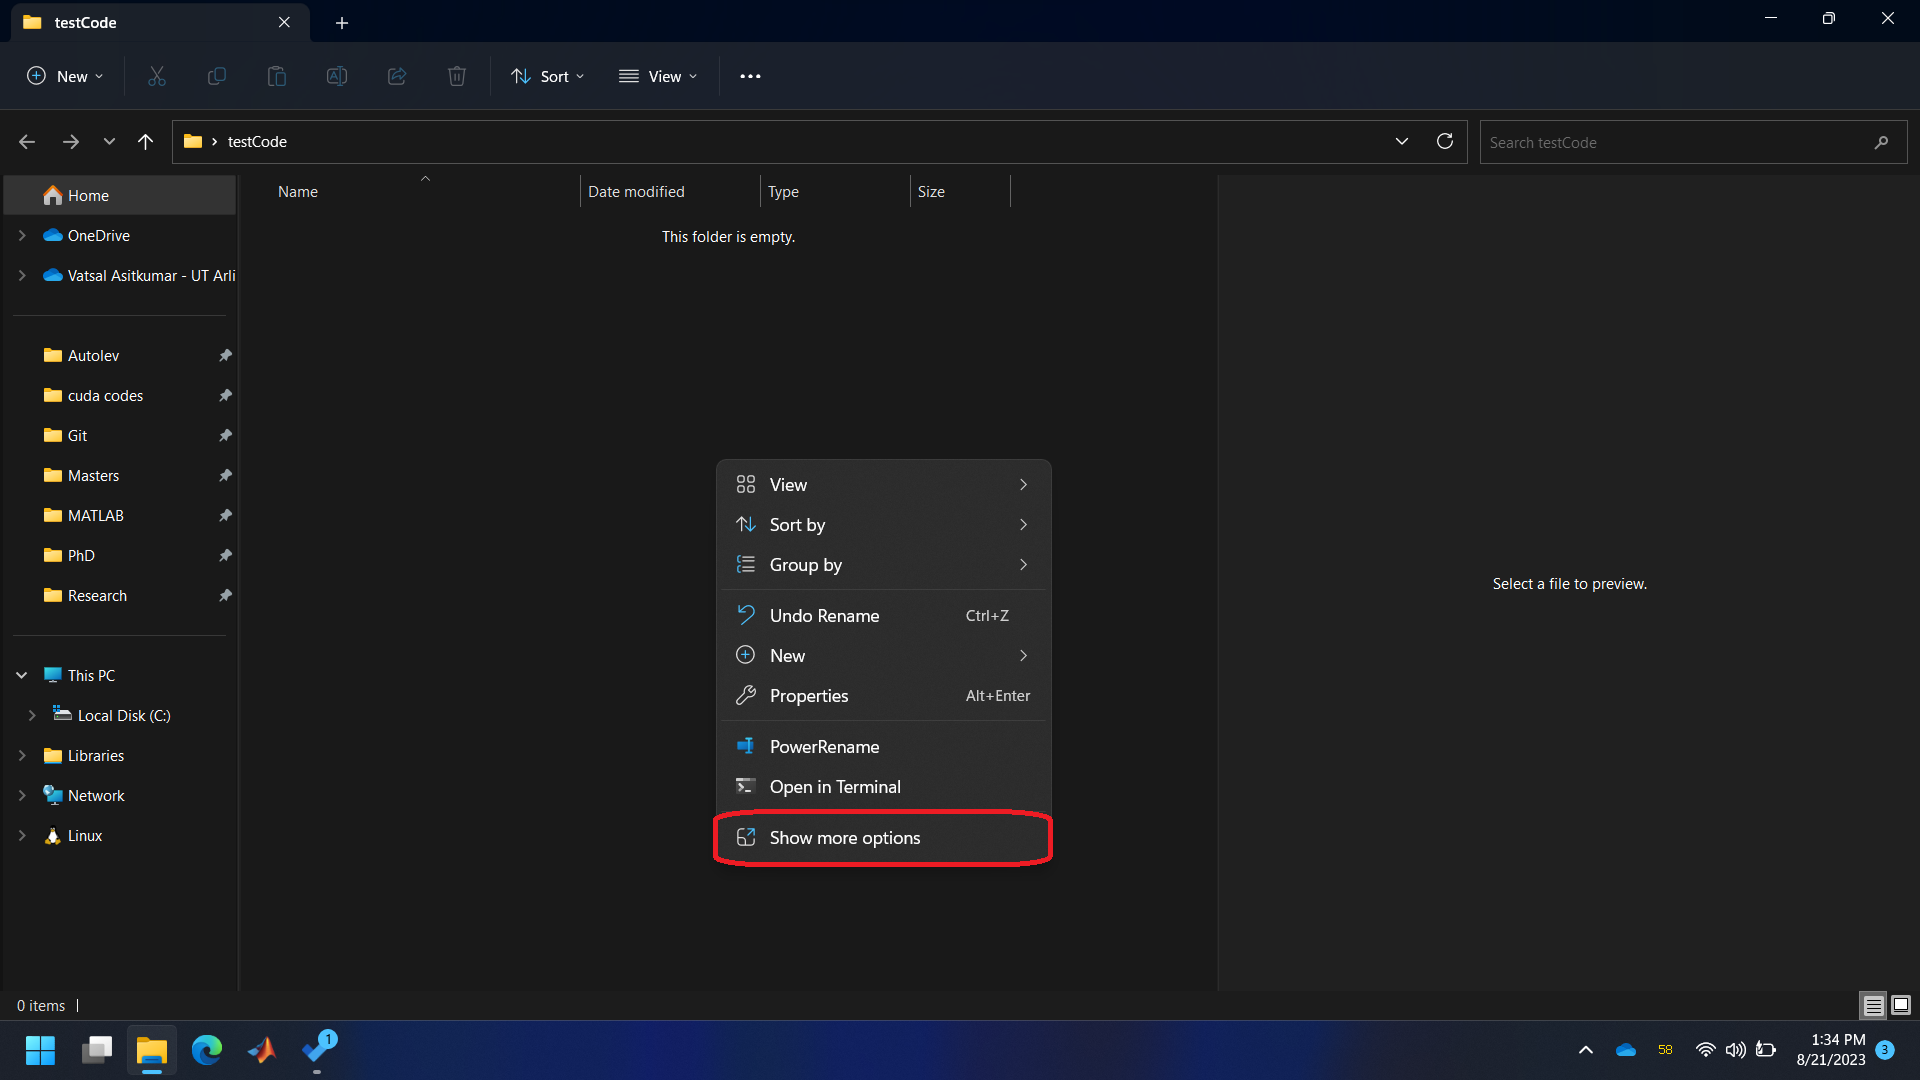 testCode
New
Sort
View
testCode
Search testCode
Name
Date modified
Type
Size
This folder is empty.
Home
OneDrive
Vatsal Asitkumar - UT Arli
Autolev
cuda codes
Git
Masters
MATLAB
PhD
Research
This PC
Local Disk (C:)
Libraries
Network
Linux
View
Sort by
Group by
Undo Rename Ctrl+Z
New
Properties Alt+Enter
PowerRename
Open in Terminal
Show more options
Select a file to preview.
0 items
1
58
1:34 PM
8/21/2023
3